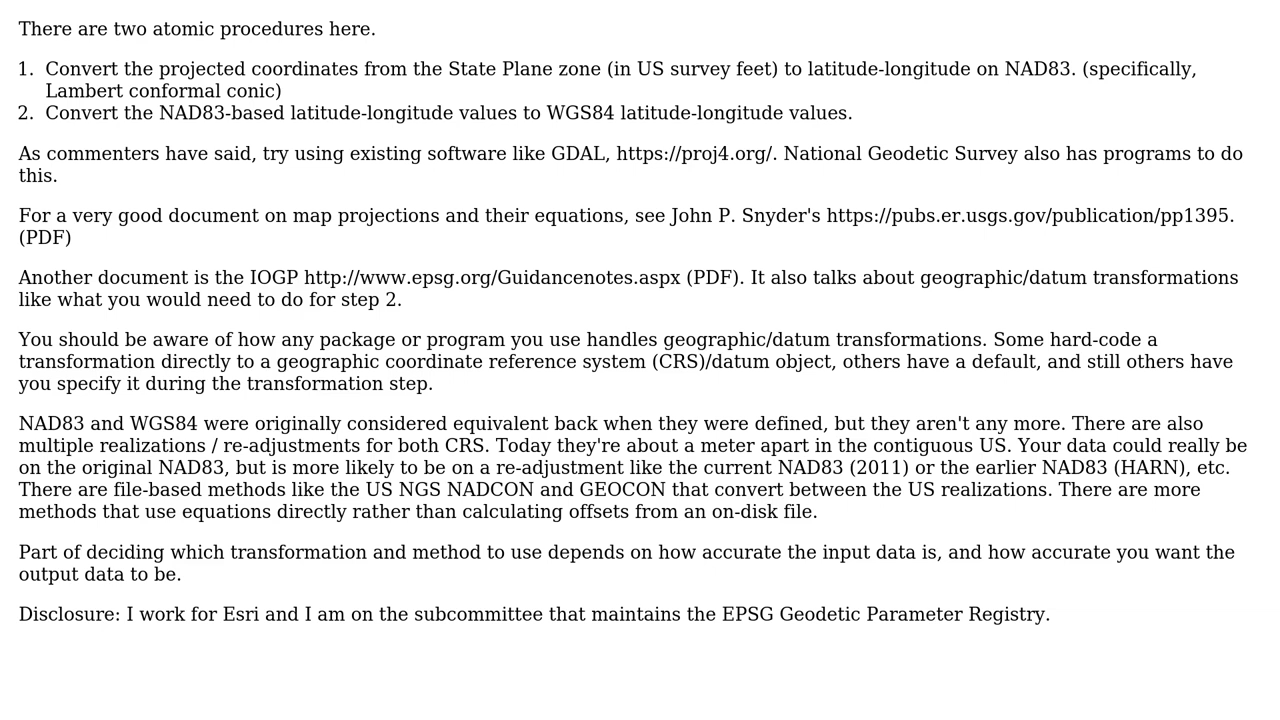 There are two atomic procedures here.
1. Convert the projected coordinates from the State Plane zone (in US survey feet) to latitude-longitude on NAD83. (specifically,
Lambert conformal conic)
2. Convert the NAD83-based latitude-longitude values to WGS84 latitude-longitude values.
As commenters have said, try using existing software like GDAL, https://proj4.org/. National Geodetic Survey also has programs to do
this.
For a very good document on map projections and their equations, see John P. Snyder's https://pubs.er.usgs.gov/publication/pp1395.
(PDF)
Another document is the IOGP http://www.epsg.org/Guidancenotes.aspx (PDF). It also talks about geographic/datum transformations
like what you would need to do for step 2.
You should be aware of how any package or program you use handles geographic/datum transformations. Some hard-code a
transformation directly to a geographic coordinate reference system (CRS)/datum object, others have a default, and still others have
you specify it during the transformation step.
NAD83 and WGS84 were originally considered equivalent back when they were defined, but they aren't any more. There are also
multiple realizations / re-adjustments for both CRS. Today they're about a meter apart in the contiguous US. Your data could really be
on the original NAD83, but is more likely to be on a re-adjustment like the current NAD83 (2011) or the earlier NAD83 (HARN), etc.
There are file-based methods like the US NGS NADCON and GEOCON that convert between the US realizations. There are more
methods that use equations directly rather than calculating offsets from an on-disk file.
Part of deciding which transformation and method to use depends on how accurate the input data is, and how accurate you want the
output data to be.
Disclosure: I work for Esri and I am on the subcommittee that maintains the EPSG Geodetic Parameter Registry.